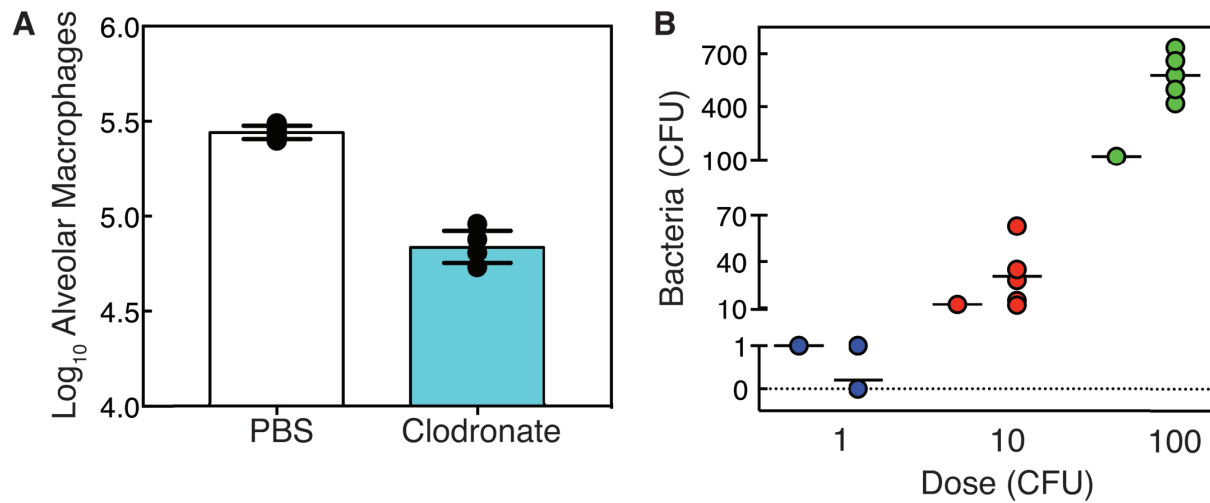 A
Log10 Alveolar Macrophages
6.0
5.5
5.0
4.5
4.0
PBS
Clodronate
B
Bacteria (CFU)
700
400
100
70
40
10
1
0
1
10
100
Dose (CFU)